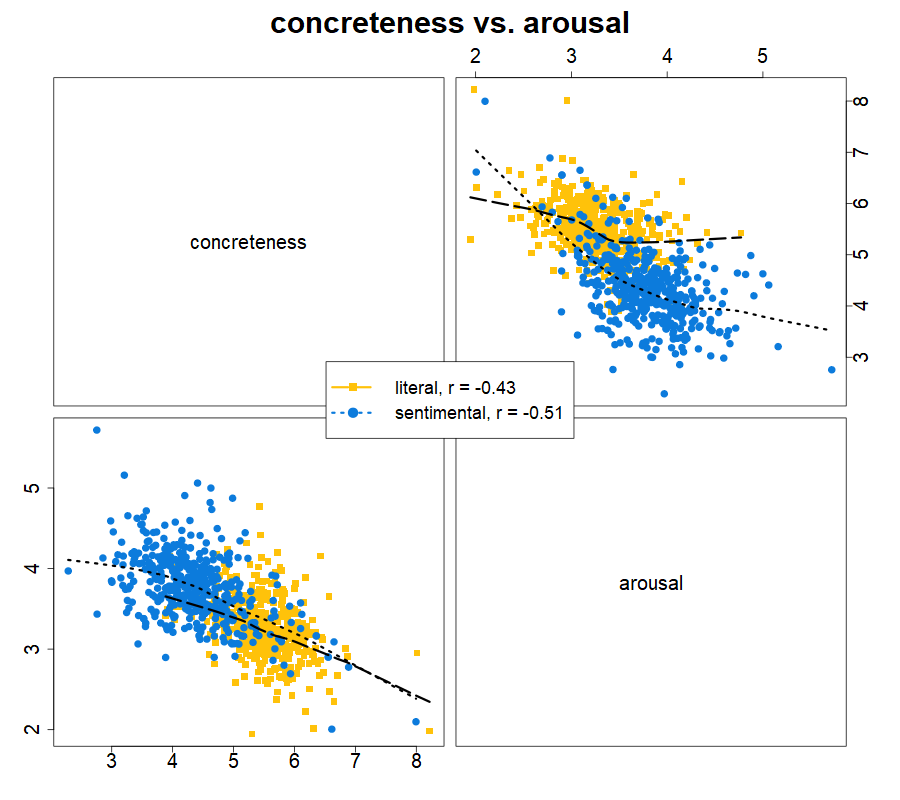 concreteness vs. arousal
2 3 4 5
concreteness
8
7
6
5
4
3
literal, r = -0.43
sentimental, r = -0.51
5
4
3
2
arousal
3 4 5 6 7 8